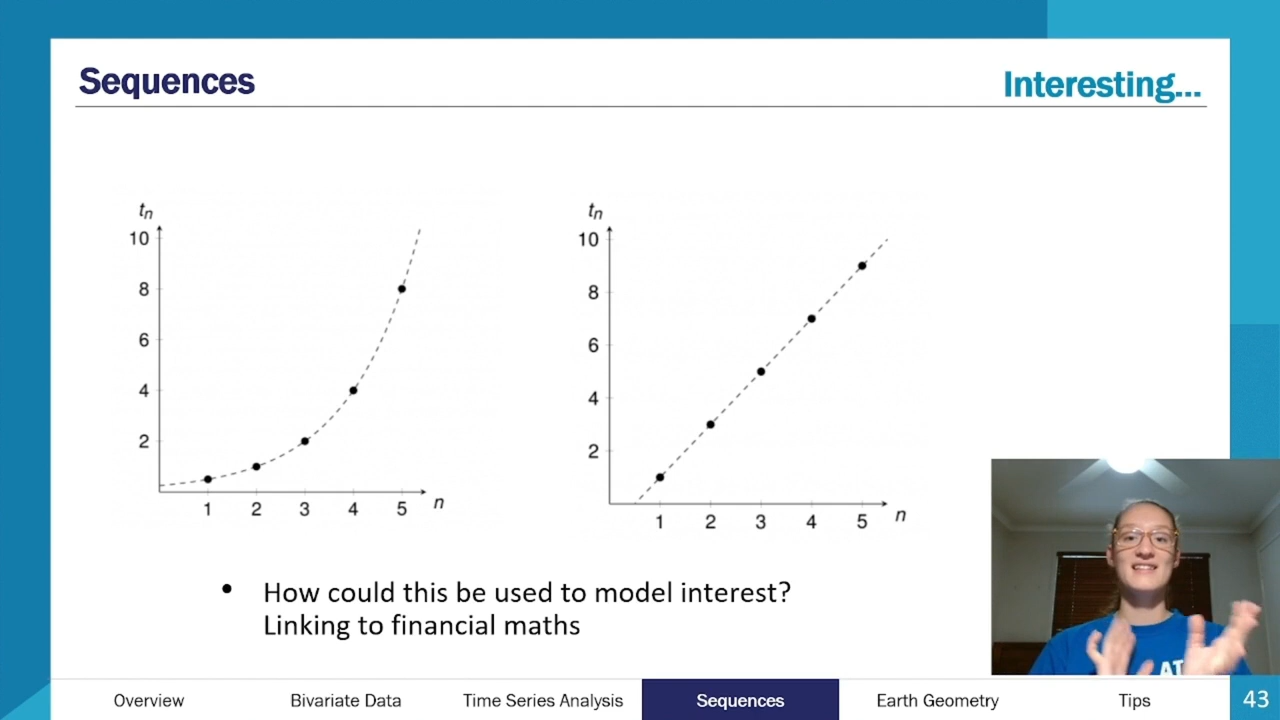 Sequences
Interesting...
tn
10
8
6
4
2
1 2 3 4 5 n
tn
10
8
6
4
2
1 2 3 4 5 n
• How could this be used to model interest?
Linking to financial maths
AT
Overview Bivariate Data Time Series Analysis Sequences Earth Geometry Tips 43